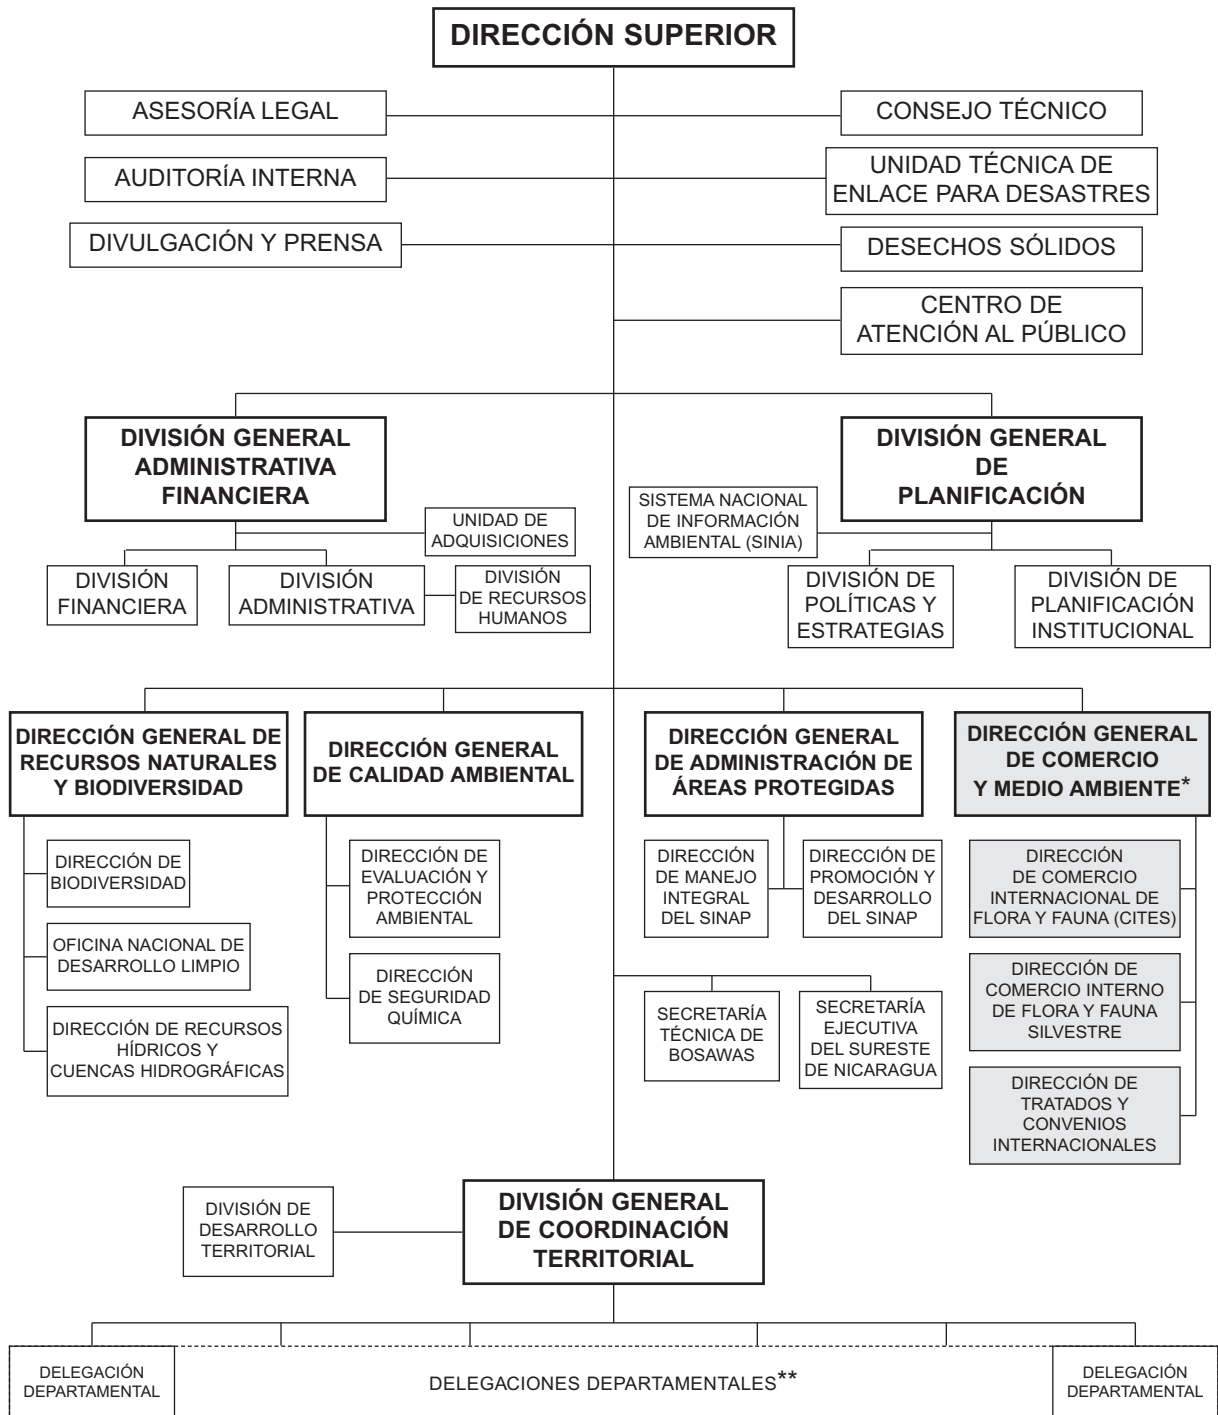 DIRECCIÓN SUPERIOR
ASESORÍA LEGAL
CONSEJO TÉCNICO
AUDITORÍA INTERNA
UNIDAD TÉCNICA DE
ENLACE PARA DESASTRES
DIVULGACIÓN Y PRENSA
DESECHOS SÓLIDOS
CENTRO DE
ATENCIÓN AL PÚBLICO
DIVISIÓN GENERAL
ADMINISTRATIVA
FINANCIERA
DIVISIÓN GENERAL
DE
PLANIFICACIÓN
UNIDAD DE
ADQUISICIONES
SISTEMA NACIONAL
DE INFORMACIÓN
AMBIENTAL (SINIA)
DIVISIÓN
FINANCIERA
DIVISIÓN
ADMINISTRATIVA
DIVISIÓN
DE RECURSOS
HUMANOS
DIVISIÓN DE
POLÍTICAS Y
ESTRATEGIAS
DIVISIÓN DE
PLANIFICACIÓN
INSTITUCIONAL
DIRECCIÓN GENERAL DE
RECURSOS NATURALES
Y BIODIVERSIDAD
DIRECCIÓN GENERAL
DE CALIDAD AMBIENTAL
DIRECCIÓN GENERAL
DE ADMINISTRACIÓN DE
ÁREAS PROTEGIDAS
DIRECCIÓN GENERAL
DE COMERCIO
Y MEDIO AMBIENTE*
DIRECCIÓN DE
BIODIVERSIDAD
OFICINA NACIONAL DE
DESARROLLO LIMPIO
DIRECCIÓN DE RECURSOS
HÍDRICOS Y
CUENCAS HIDROGRÁFICAS
DIRECCIÓN DE
EVALUACIÓN Y
PROTECCIÓN
AMBIENTAL
DIRECCIÓN
DE SEGURIDAD
QUÍMICA
DIRECCIÓN
DE MANEJO
INTEGRAL
DEL SINAP
DIRECCIÓN DE
PROMOCIÓN Y
DESARROLLO
DEL SINAP
SECRETARÍA
TÉCNICA DE
BOSAWAS
SECRETARÍA
EJECUTIVA
DEL SURESTE
DE NICARAGUA
DIRECCIÓN
DE COMERCIO
INTERNACIONAL DE
FLORA Y FAUNA (CITES)
DIRECCIÓN DE
COMERCIO INTERNO
DE FLORA Y FAUNA
SILVESTRE
DIRECCIÓN DE
TRATADOS Y
CONVENIOS
INTERNACIONALES
DIVISIÓN DE
DESARROLLO
TERRITORIAL
DIVISIÓN GENERAL
DE COORDINACIÓN
TERRITORIAL
DELEGACIÓN
DEPARTAMENTAL
DELEGACIONES DEPARTAMENTALES**
DELEGACIÓN
DEPARTAMENTAL